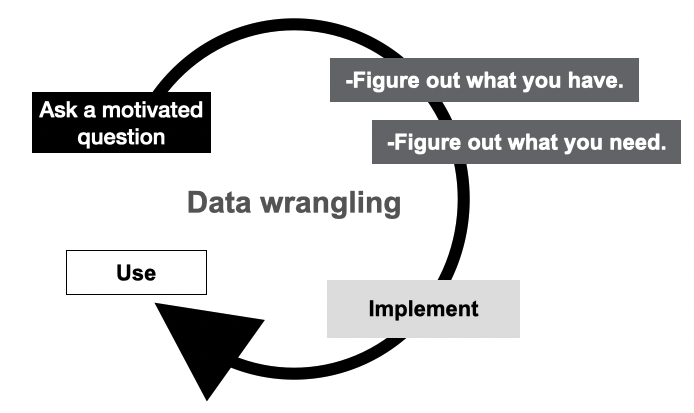 Ask a motivated
question
-Figure out what you have.
-Figure out what you need.
Data wrangling
Implement
Use